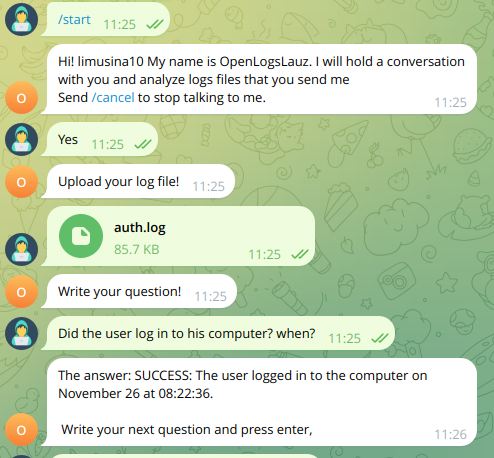 /start 11:25
Hi! limusina10 My name is OpenLogsLauz. I will hold a conversation
with you and analyze logs files that you send me
Send /cancel to stop talking to me.
11:25
O
Yes 11:25
Upload your log file! 11:25
O
auth.log
85.7 KB
11:25
Write your question! 11:25
O
Did the user log in to his computer? when? 11:25
The answer: SUCCESS: The user logged in to the computer on
November 26 at 08:22:36.
Write your next question and press enter,
11:26
O